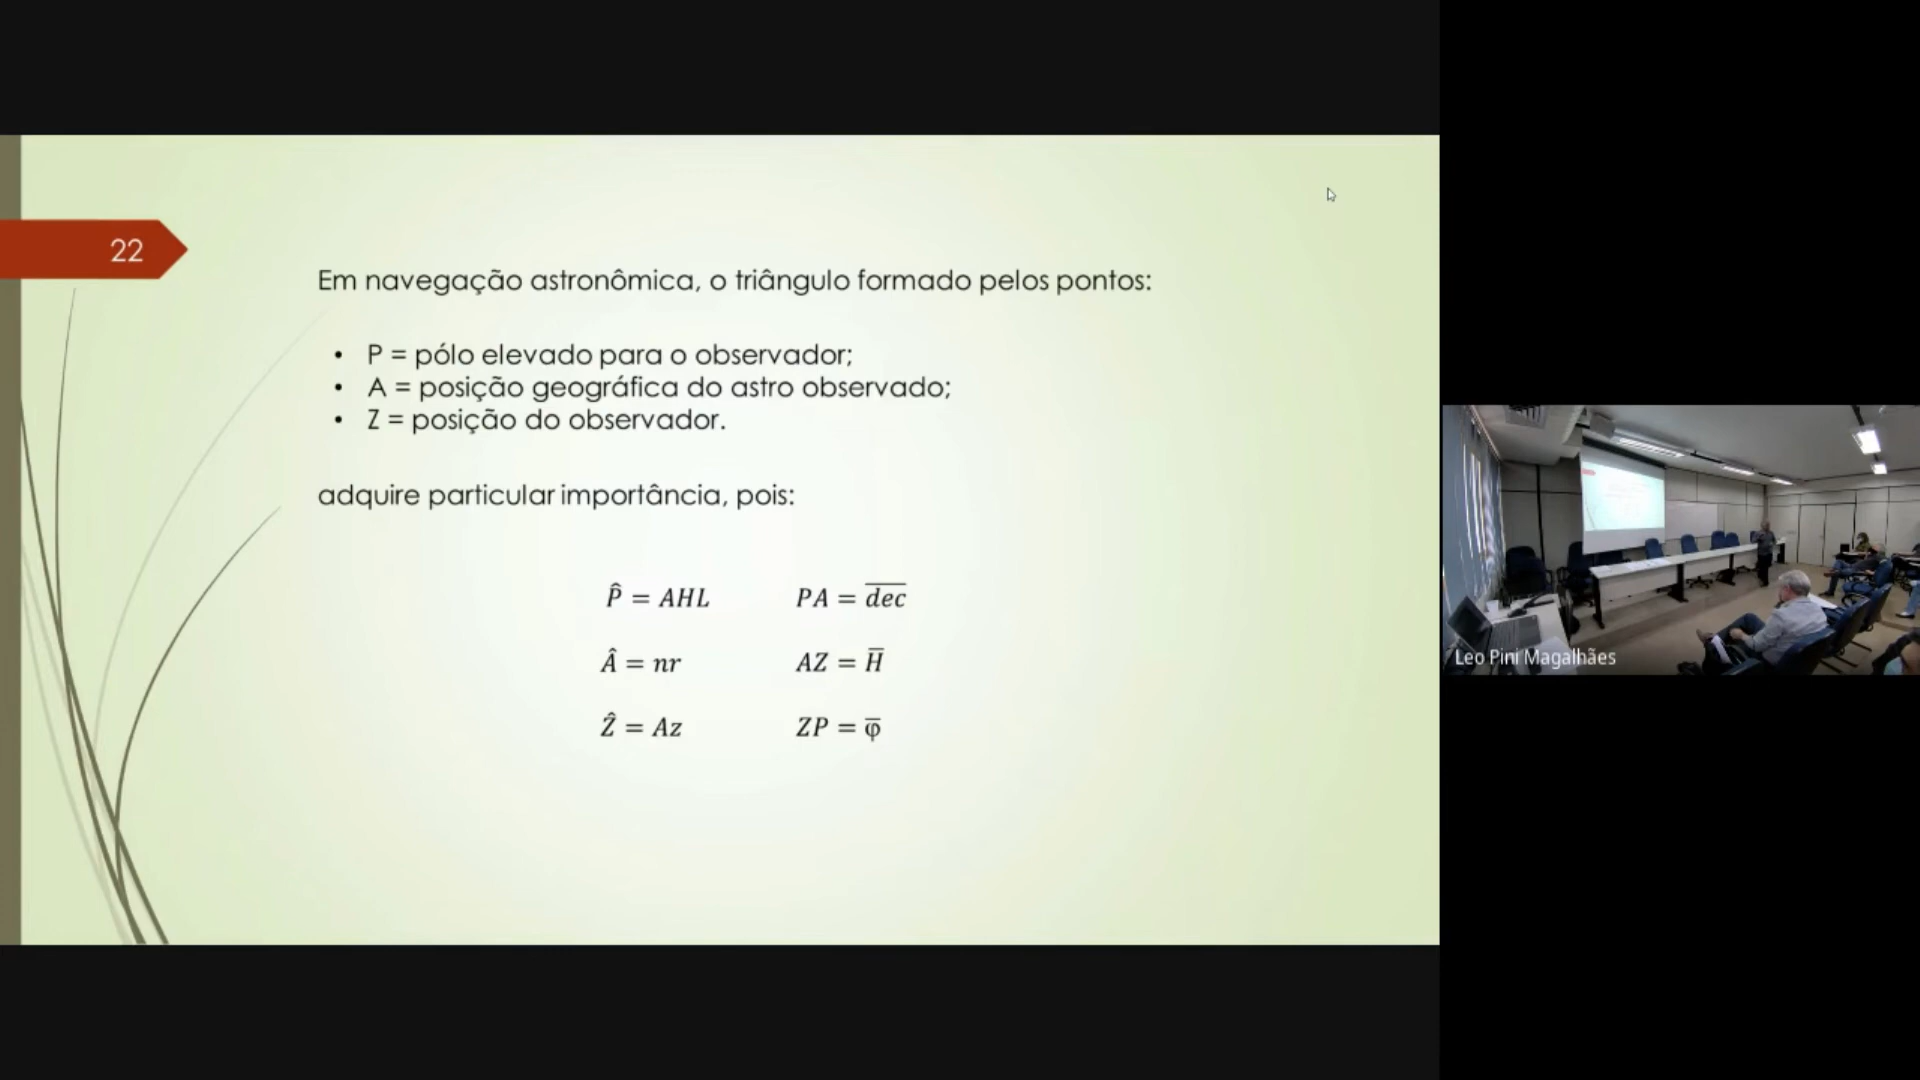 22
Em navegação astronômica, o triângulo formado pelos pontos:
• P = pólo elevado para o observador;
• A = posição geográfica do astro observado;
• Z = posição do observador.
adquire particular importância, pois:
P̂ = AHL PA = d̅e̅c̅
Â = nr AZ = H̅
Ẑ = Az ZP = φ̅
Leo Pini Magalhães